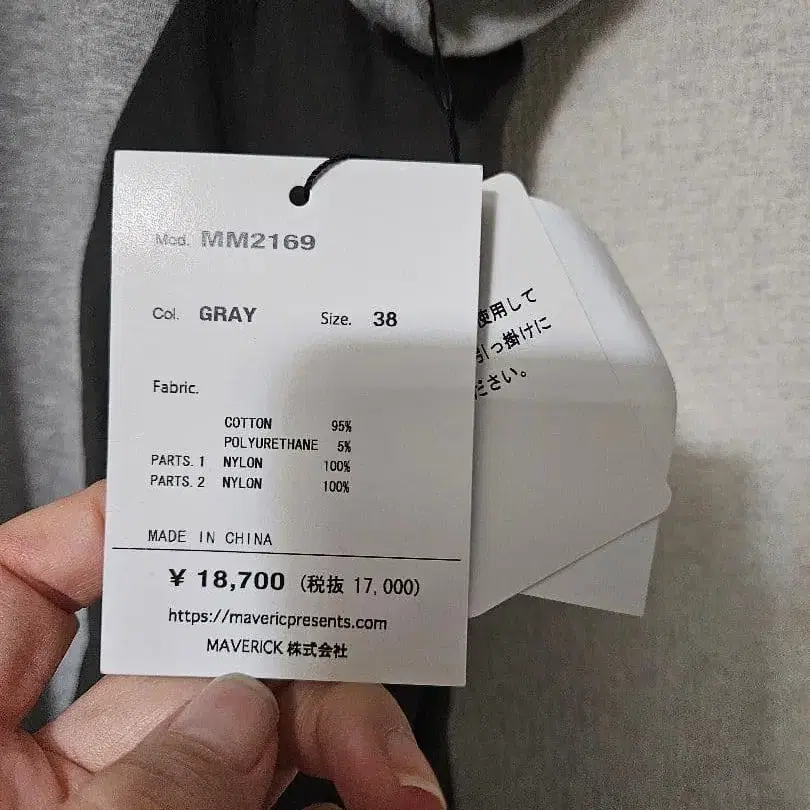 Mod. MM2169
Col. GRAY Size. 38
Fabric.
COTTON 95%
POLYURETHANE 5%
PARTS. 1 NYLON 100%
PARTS. 2 NYLON 100%
MADE IN CHINA
¥ 18,700 (税抜 17,000)
https://mavericpresents.com
MAVERICK 株式会社
使用して
引っ掛けに
ださい。